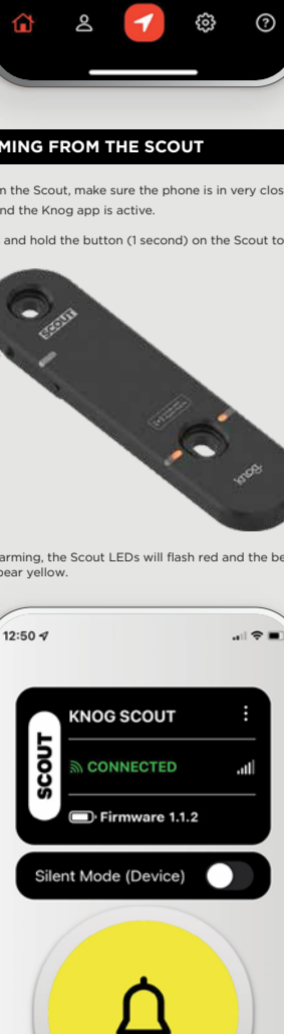 MING FROM THE SCOUT
m the Scout, make sure the phone is in very clos
nd the Knog app is active.
and hold the button (1 second) on the Scout to
SCOUT
knog
arming, the Scout LEDs will flash red and the be
pear yellow.
12:50
KNOG SCOUT
SCOUT
CONNECTED
Firmware 1.1.2
Silent Mode (Device)